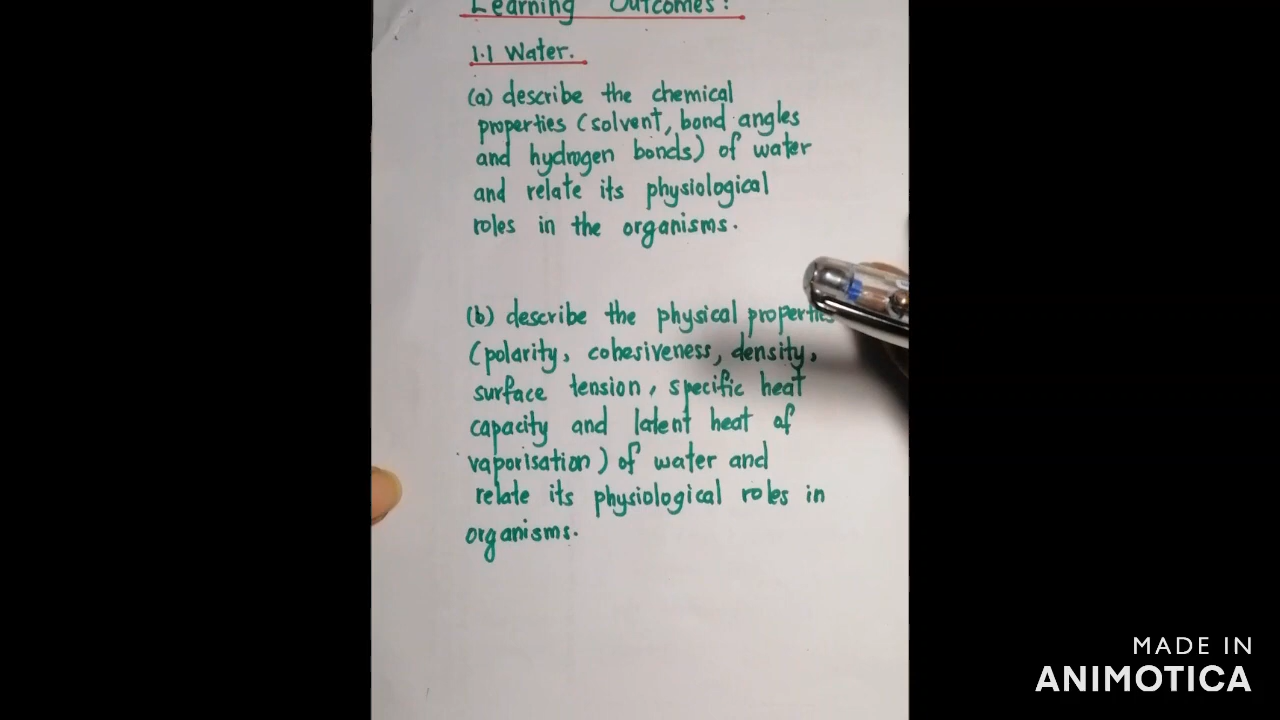 Learning Outcomes:
1.1 Water.
(a) describe the chemical
properties (solvent, bond angles
and hydrogen bonds) of water
and relate its physiological
roles in the organisms.
(b) describe the physical properties
(polarity, cohesiveness, density,
surface tension, specific heat
capacity and latent heat of
vaporisation) of water and
relate its physiological roles in
organisms.
MADE IN
ANIMOTICA